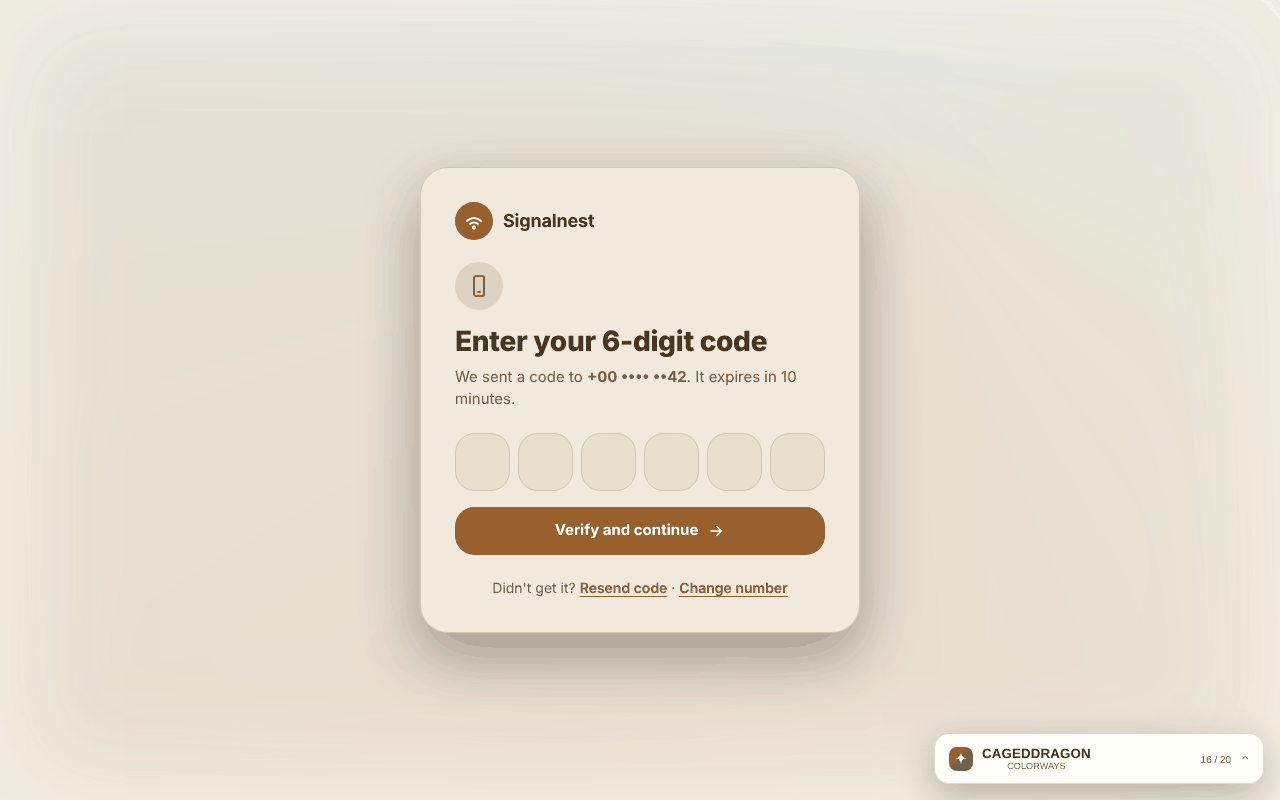 Signalnest
Enter your 6-digit code
We sent a code to +00 •••• ••42. It expires in 10
minutes.
Verify and continue →
Didn't get it? Resend code · Change number
CAGEDDRAGON
COLORWAYS
16 / 20